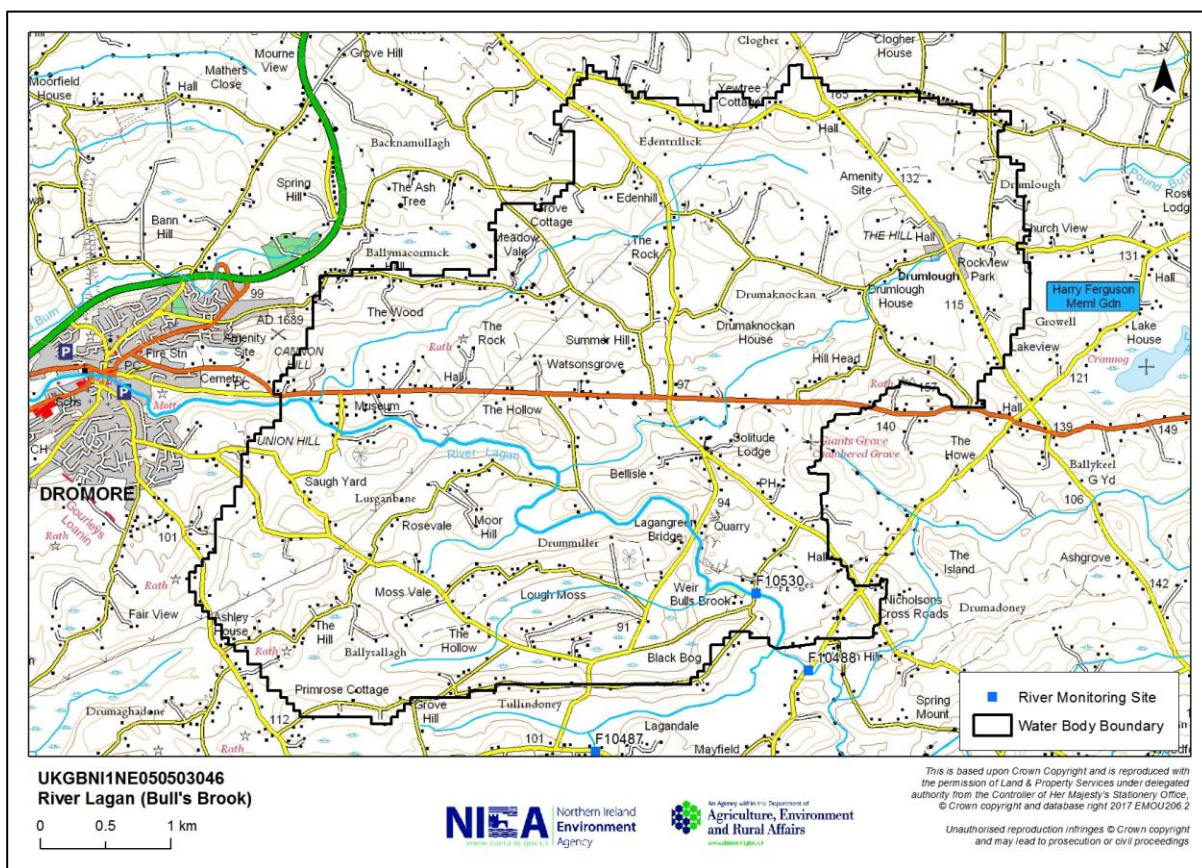 Clogher
Clogher
House
Mourne
View
Grove Hill
Moorfield
House
Mathers
Close
Hall
Yewtree
Cottage
165
Hall
Edentrillick
Backnamullagh
Amenity
Site
132
Drumlough
Spring
Hill
The Ash
Tree
Edenhill
Bann
Hill
Grove
Cottage
Meadow
Vale
THE HILL
Hall
Church View
Ballymacormick
The
Rock
Rockview
Park
131
Hall
Drumlough
Drumlough
House
Harry Ferguson
Meml Gdn
99
Drumaknockan
115
Growell
The Wood
AD 1689
Amenity
Site
The
Rock
Drumaknockan
House
Lake
House
Rath
Summer Hill
Lakeview
Crannog
Fire Stn
CANNON
HILL
Watsonsgrove
Hill Head
121
P
PC
Cemetry
PC
Hall
97
Rath
157
Schs
P
Mott
Museum
The Hollow
Hall
139
149
140
UNION HILL
Solitude
Lodge
Giants Grave
Chambered Grave
The
Howe
CH
River Lagan
Ballykeel
G Yd
Saugh Yard
Bellisle
PH
106
DROMORE
Lurganbane
94
Gourleys
Loanin
Rosevale
Moor
Hill
Lagangreen
Bridge
Quarry
Rath
101
Drummiller
Hall
The
Island
Ashgrove
Rath
Moss Vale
Lough Moss
Weir
Bulls Brook
F10530
142
Fair View
Ashley
House
Nicholsons
Cross Roads
Drumadoney
The
Hill
91
The
Hollow
Rath
Ballysallagh
Black Bog
F10488
Hill
Primrose Cottage
Drumaghadone
Grove
Hill
Tullindoney
Spring
Mount
112
Lagandale
Rath
101
F10487
Mayfield
River Monitoring Site
Water Body Boundary
UKGBNI1NE050503046
River Lagan (Bull's Brook)
0 0.5 1 km
NIEA
Northern Ireland
Environment
Agency
An Agency within the Department of
Agriculture, Environment
and Rural Affairs
This is based upon Crown Copyright and is reproduced with
the permission of Land & Property Services under delegated
authority from the Controller of Her Majesty's Stationery Office,
© Crown copyright and database right 2017 EMOU206.2
Unauthorised reproduction infringes © Crown copyright
and may lead to prosecution or civil proceedings